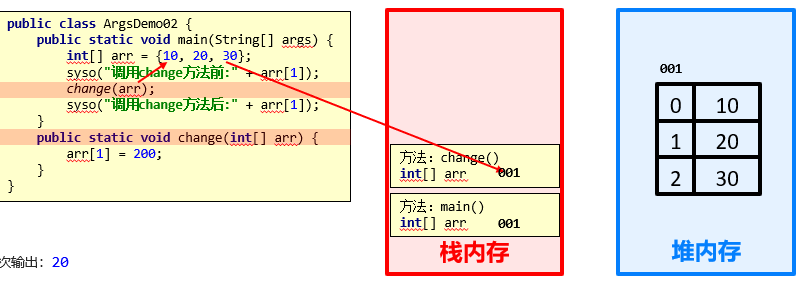 public class ArgsDemo02 {
public static void main(String[] args) {
int[] arr = {10, 20, 30};
syso("调用change方法前:" + arr[1]);
change(arr);
syso("调用change方法后:" + arr[1]);
}
public static void change(int[] arr) {
arr[1] = 200;
}
}
次输出: 20
方法: change()
int[] arr 001
方法: main()
int[] arr 001
栈内存
001
0 10
1 20
2 30
堆内存